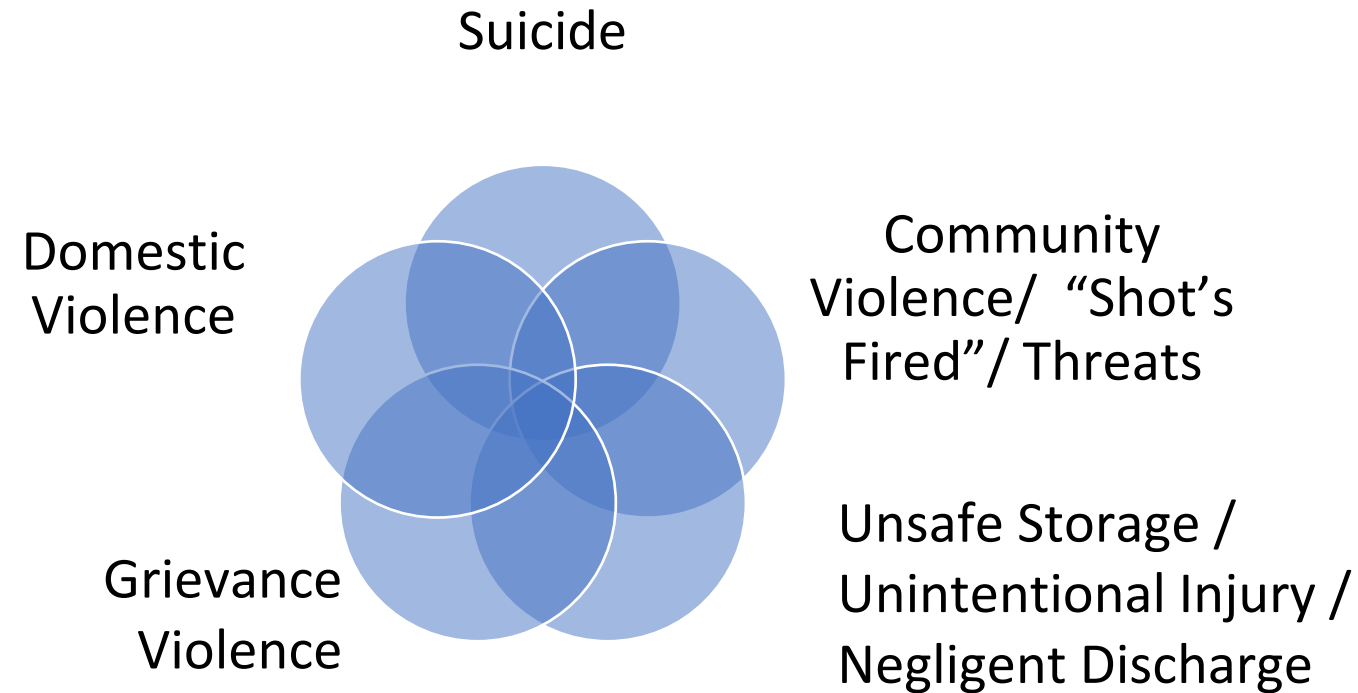 Suicide
Domestic
Violence
Community
Violence/  “Shot’s
Fired”/ Threats
Grievance
Violence
Unsafe Storage /
Unintentional Injury /
Negligent Discharge